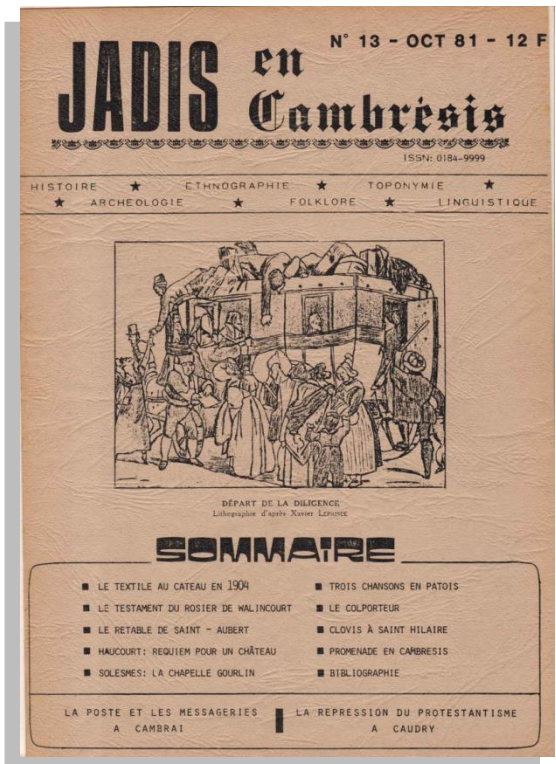 N° 13 - OCT 81 - 12 F
JADIS en
Cambrésis
ISSN: 0184-9999
HISTOIRE ★ ETHNOGRAPHIE ★ TOPONYMIE ★
★ ARCHEOLOGIE ★ FOLKLORE ★ LINGUISTIQUE
DÉPART DE LA DILIGENCE
Lithographie d'après Xavier
SOMMAIRE
■ LE TEXTILE AU CATEAU EN 1904
■ LE TESTAMENT DU ROSIER DE WALINCOURT
■ LE RETABLE DE SAINT - AUBERT
■ HAUCOURT: REQUIEM POUR UN CHÂTEAU
■ SOLESMES: LA CHAPELLE GOURLIN
■ TROIS CHANSONS EN PATOIS
■ LE COLPORTEUR
■ CLOVIS À SAINT HILAIRE
■ PROMENADE EN CAMBRESIS
■ BIBLIOGRAPHIE
LA POSTE ET LES MESSAGERIES
A CAMBRAI
LA REPRESSION DU PROTESTANTISME
A CAUDRY